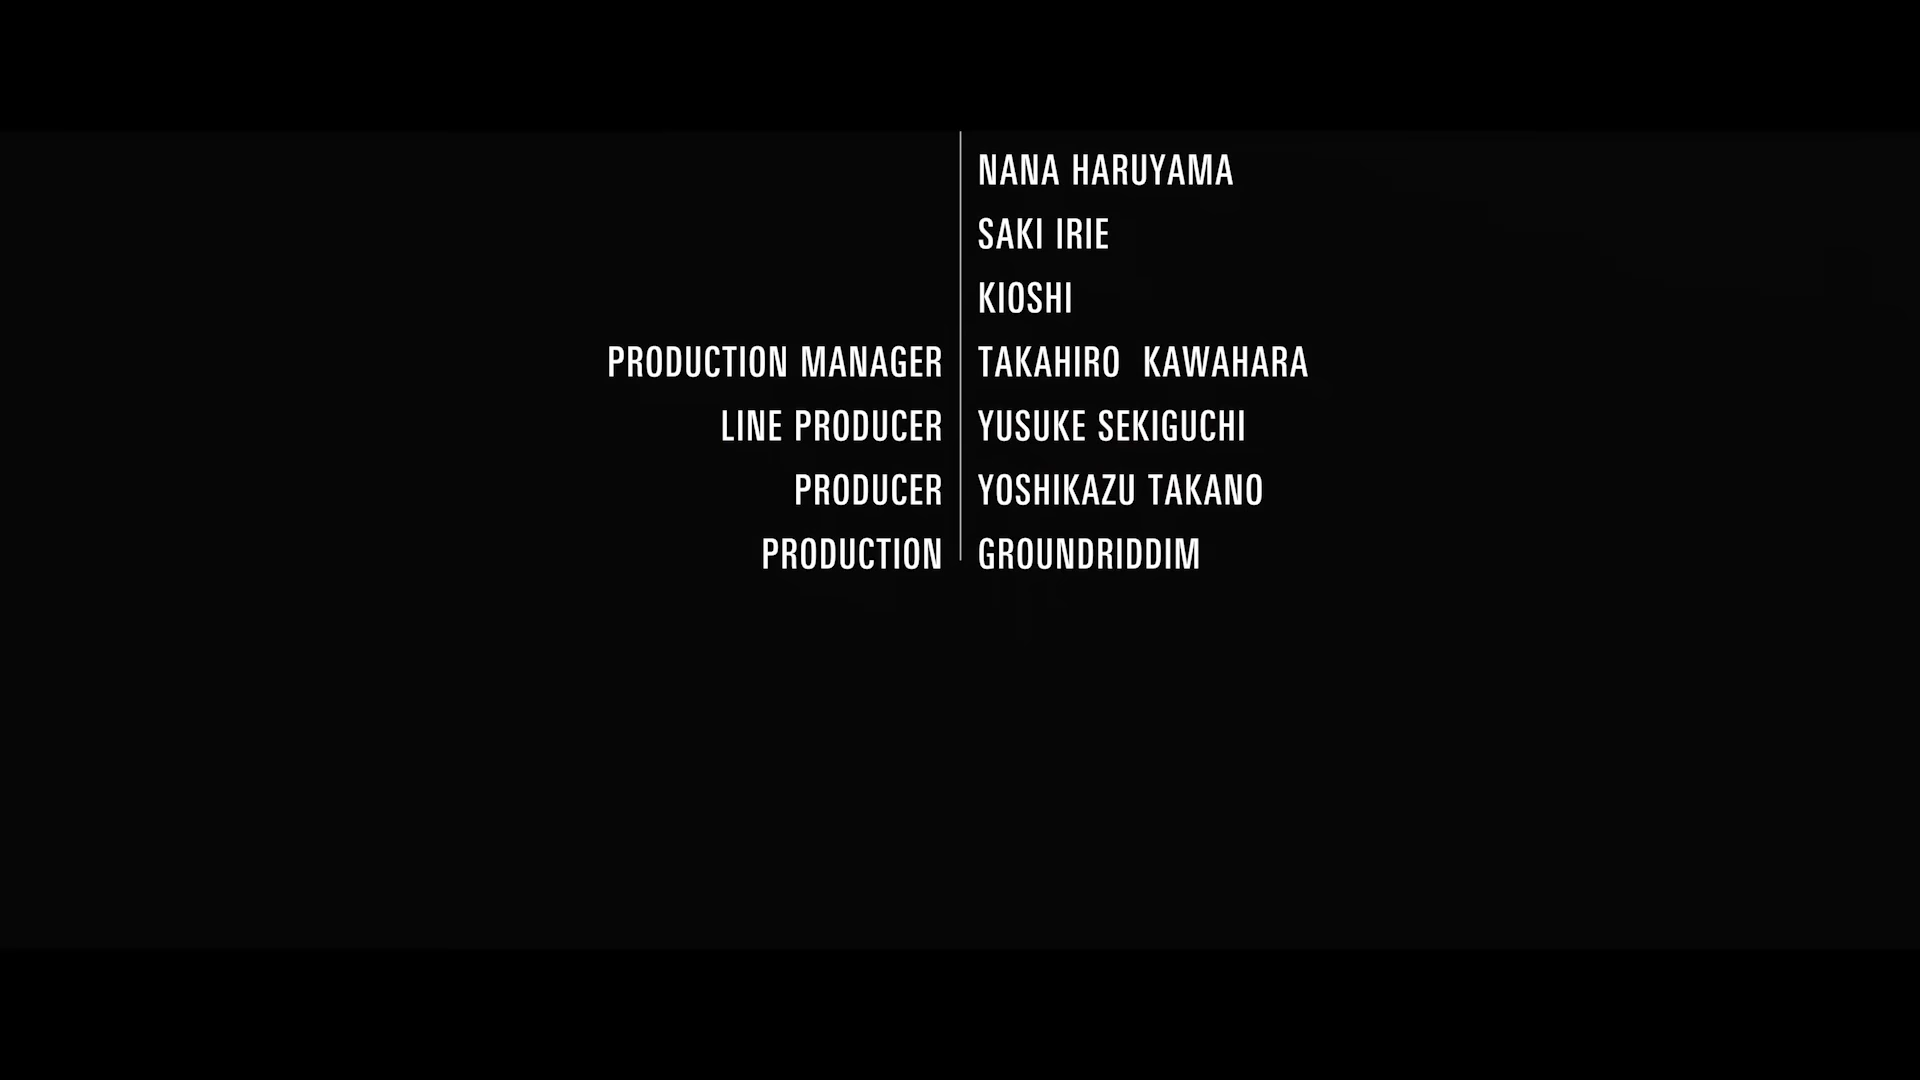 NANA HARUYAMA
SAKI IRIE
KIOSHI
PRODUCTION MANAGER TAKAHIRO  KAWAHARA
LINE PRODUCER YUSUKE SEKIGUCHI
PRODUCER YOSHIKAZU TAKANO
PRODUCTION GROUNDRIDDIM